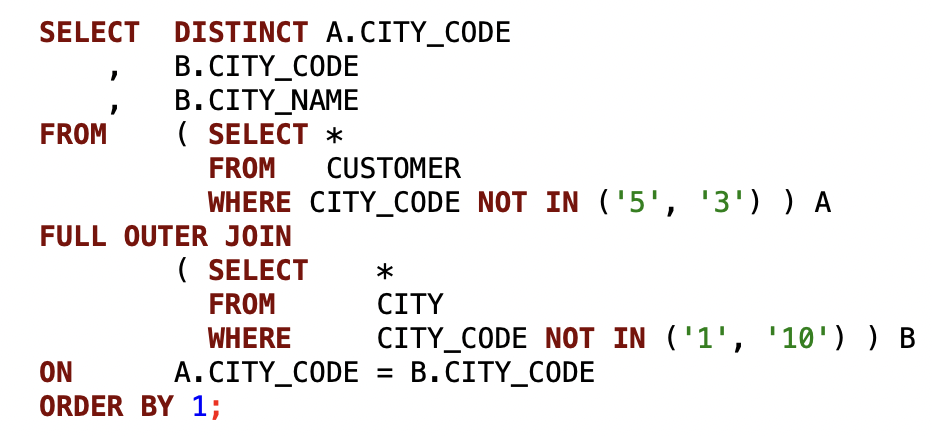 SELECT  DISTINCT A.CITY_CODE
    ,   B.CITY_CODE
    ,   B.CITY_NAME
FROM    ( SELECT *
          FROM   CUSTOMER
          WHERE CITY_CODE NOT IN ('5', '3') ) A
FULL OUTER JOIN
        ( SELECT    *
          FROM      CITY
          WHERE     CITY_CODE NOT IN ('1', '10') ) B
ON      A.CITY_CODE = B.CITY_CODE
ORDER BY 1;